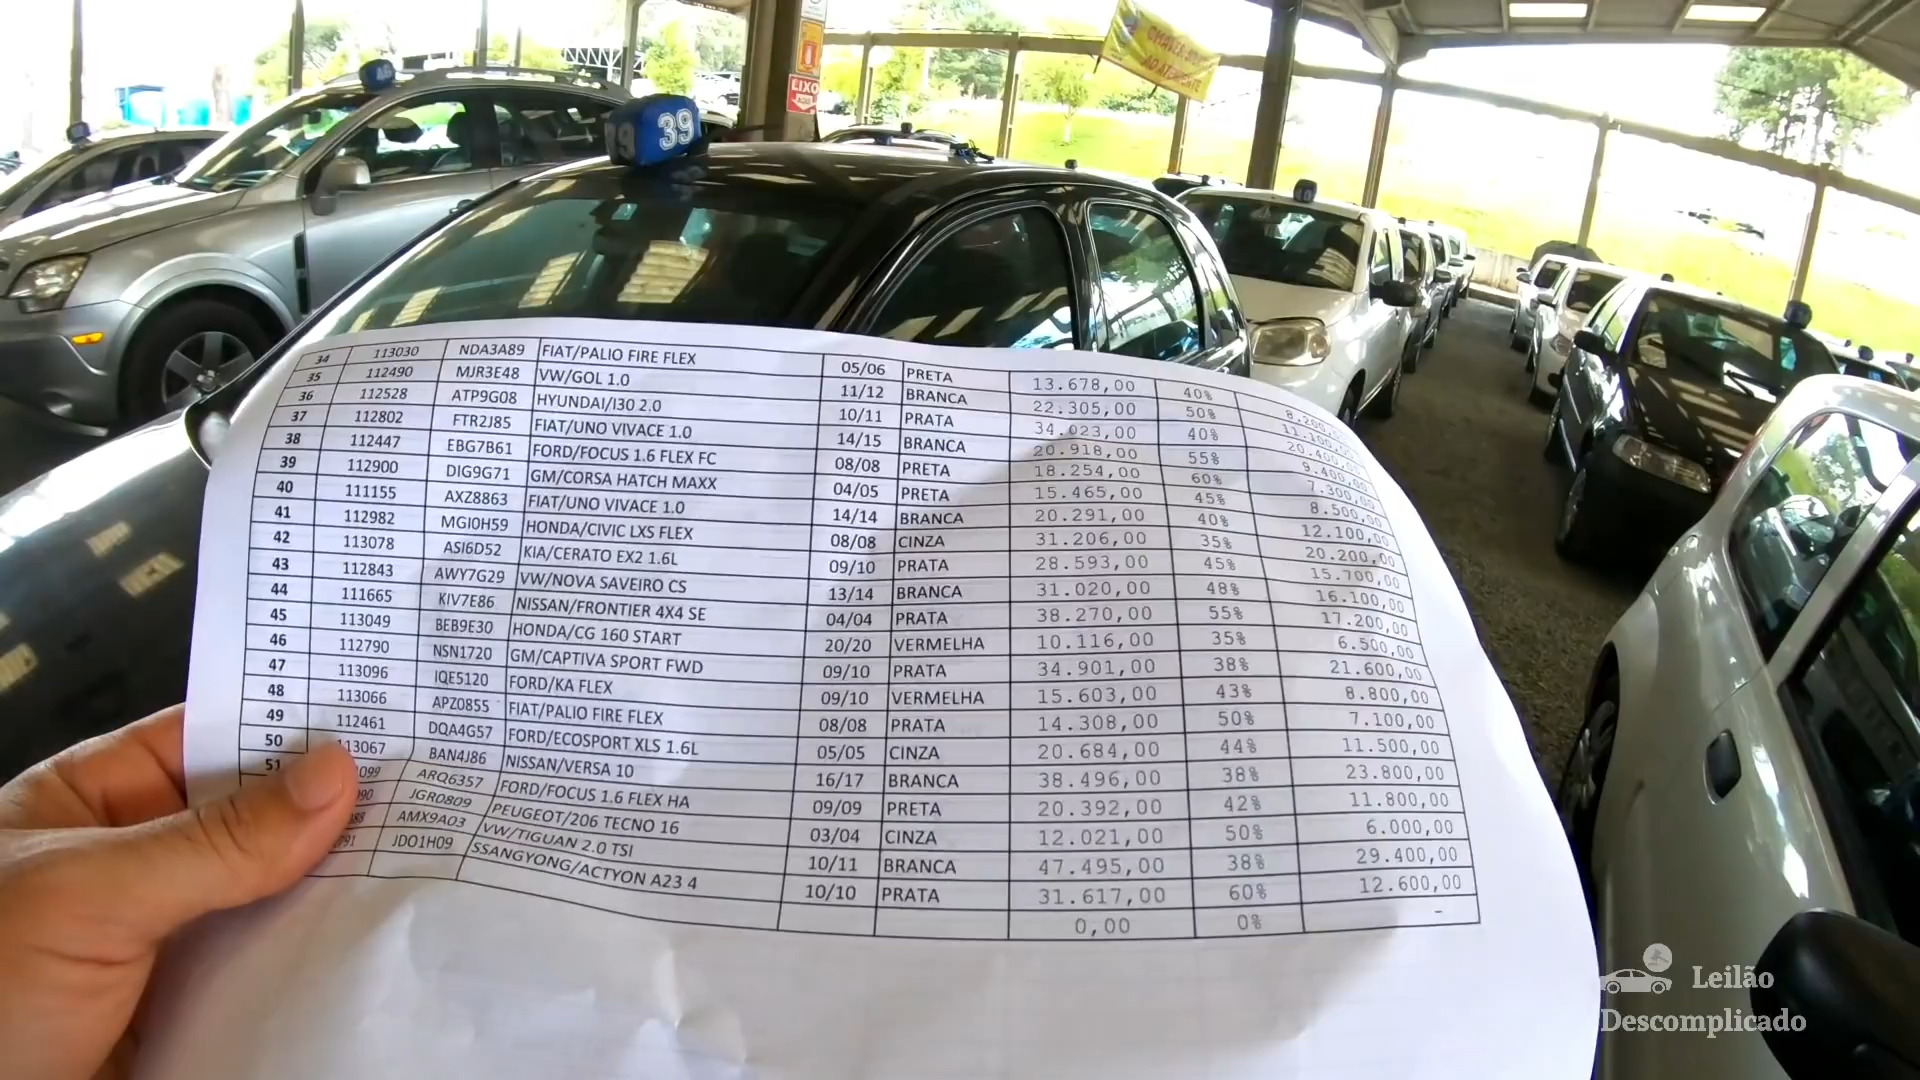 39
EIXO
34 113030 NDA3A89 FIAT/PALIO FIRE FLEX 05/06 PRETA 13.678,00 40%
35 112490 MJR3E48 VW/GOL 1.0 11/12 BRANCA 22.305,00 50% 11.100,00
36 112528 ATP9G08 HYUNDAI/I30 2.0 10/11 PRATA 34.023,00 40% 20.400,00
37 112802 FTR2J85 FIAT/UNO VIVACE 1.0 14/15 BRANCA 20.918,00 55% 9.400,00
38 112447 EBG7B61 FORD/FOCUS 1.6 FLEX FC 08/08 PRETA 18.254,00 60% 7.300,00
39 112900 DIG9G71 GM/CORSA HATCH MAXX 04/05 PRETA 15.465,00 45% 8.500,00
40 111155 AXZ8863 FIAT/UNO VIVACE 1.0 14/14 BRANCA 20.291,00 40% 12.100,00
41 112982 MGI0H59 HONDA/CIVIC LXS FLEX 08/08 CINZA 31.206,00 35% 20.200,00
42 113078 ASI6D52 KIA/CERATO EX2 1.6L 09/10 PRATA 28.593,00 45% 15.700,00
43 112843 AWY7G29 VW/NOVA SAVEIRO CS 13/14 BRANCA 31.020,00 48% 16.100,00
44 111665 KIV7E86 NISSAN/FRONTIER 4X4 SE 04/04 PRATA 38.270,00 55% 17.200,00
45 113049 BEB9E30 HONDA/CG 160 START 20/20 VERMELHA 10.116,00 35% 6.500,00
46 112790 NSN1720 GM/CAPTIVA SPORT FWD 09/10 PRATA 34.901,00 38% 21.600,00
47 113096 IQE5120 FORD/KA FLEX 09/10 VERMELHA 15.603,00 43% 8.800,00
48 113066 APZ0855 FIAT/PALIO FIRE FLEX 08/08 PRATA 14.308,00 50% 7.100,00
49 112461 DQA4G57 FORD/ECOSPORT XLS 1.6L 05/05 CINZA 20.684,00 44% 11.500,00
50 113067 BAN4J86 NISSAN/VERSA 10 16/17 BRANCA 38.496,00 38% 23.800,00
51 ARQ6357 FORD/FOCUS 1.6 FLEX HA 09/09 PRETA 20.392,00 42% 11.800,00
JGR0809 PEUGEOT/206 TECNO 16 03/04 CINZA 12.021,00 50% 6.000,00
AMX9A03 VW/TIGUAN 2.0 TSI 10/11 BRANCA 47.495,00 38% 29.400,00
JDO1H09 SSANGYONG/ACTYON A23 4 10/10 PRATA 31.617,00 60% 12.600,00
0,00 0% -
Leilão
Descomplicado